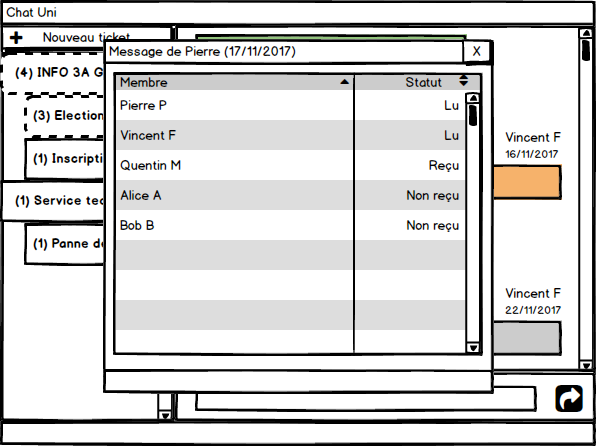 Chat Uni
Nouveau ticket
Message de Pierre (17/11/2017)
X
(4) INFO 3A G
(3) Election
(1) Inscripti
(1) Service tec
(1) Panne de
Membre
Statut
Pierre P
Lu
Vincent F
Lu
Quentin M
Reçu
Alice A
Non reçu
Bob B
Non reçu
Vincent F
16/11/2017
Vincent F
22/11/2017